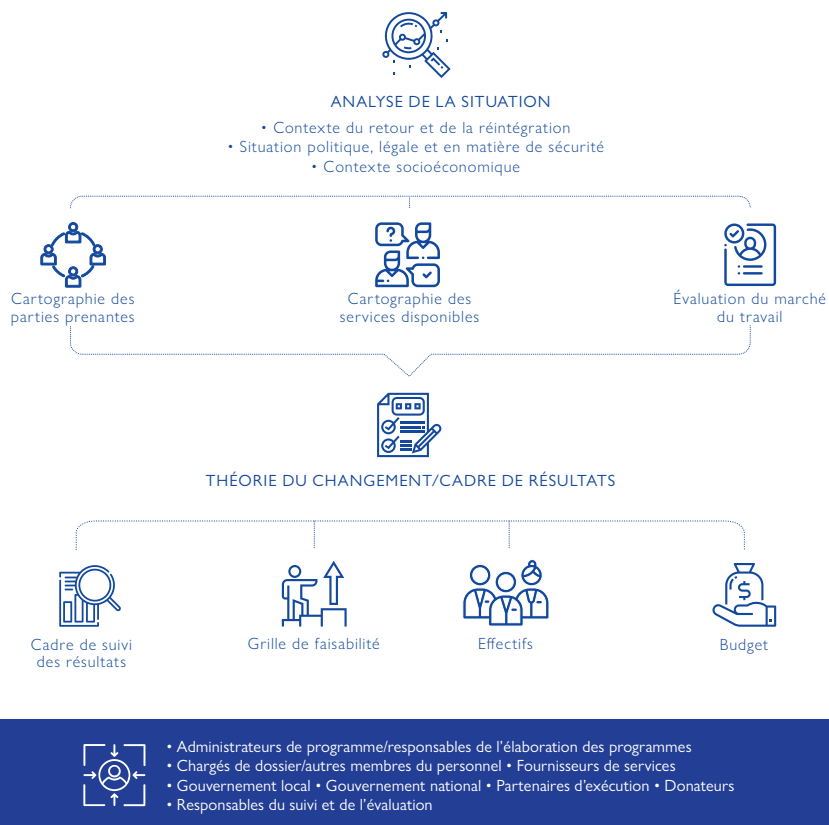 ANALYSE DE LA SITUATION
• Contexte du retour et de la réintégration
• Situation politique, légale et en matière de sécurité
• Contexte socioéconomique
Cartographie des
parties prenantes
Cartographie des
services disponibles
Évaluation du marché
du travail
THÉORIE DU CHANGEMENT/CADRE DE RÉSULTATS
Cadre de suivi
des résultats
Grille de faisabilité
Effectifs
Budget
• Administrateurs de programme/responsables de l’élaboration des programmes
• Chargés de dossier/autres membres du personnel • Fournisseurs de services
• Gouvernement local • Gouvernement national • Partenaires d’exécution • Donateurs
• Responsables du suivi et de l’évaluation